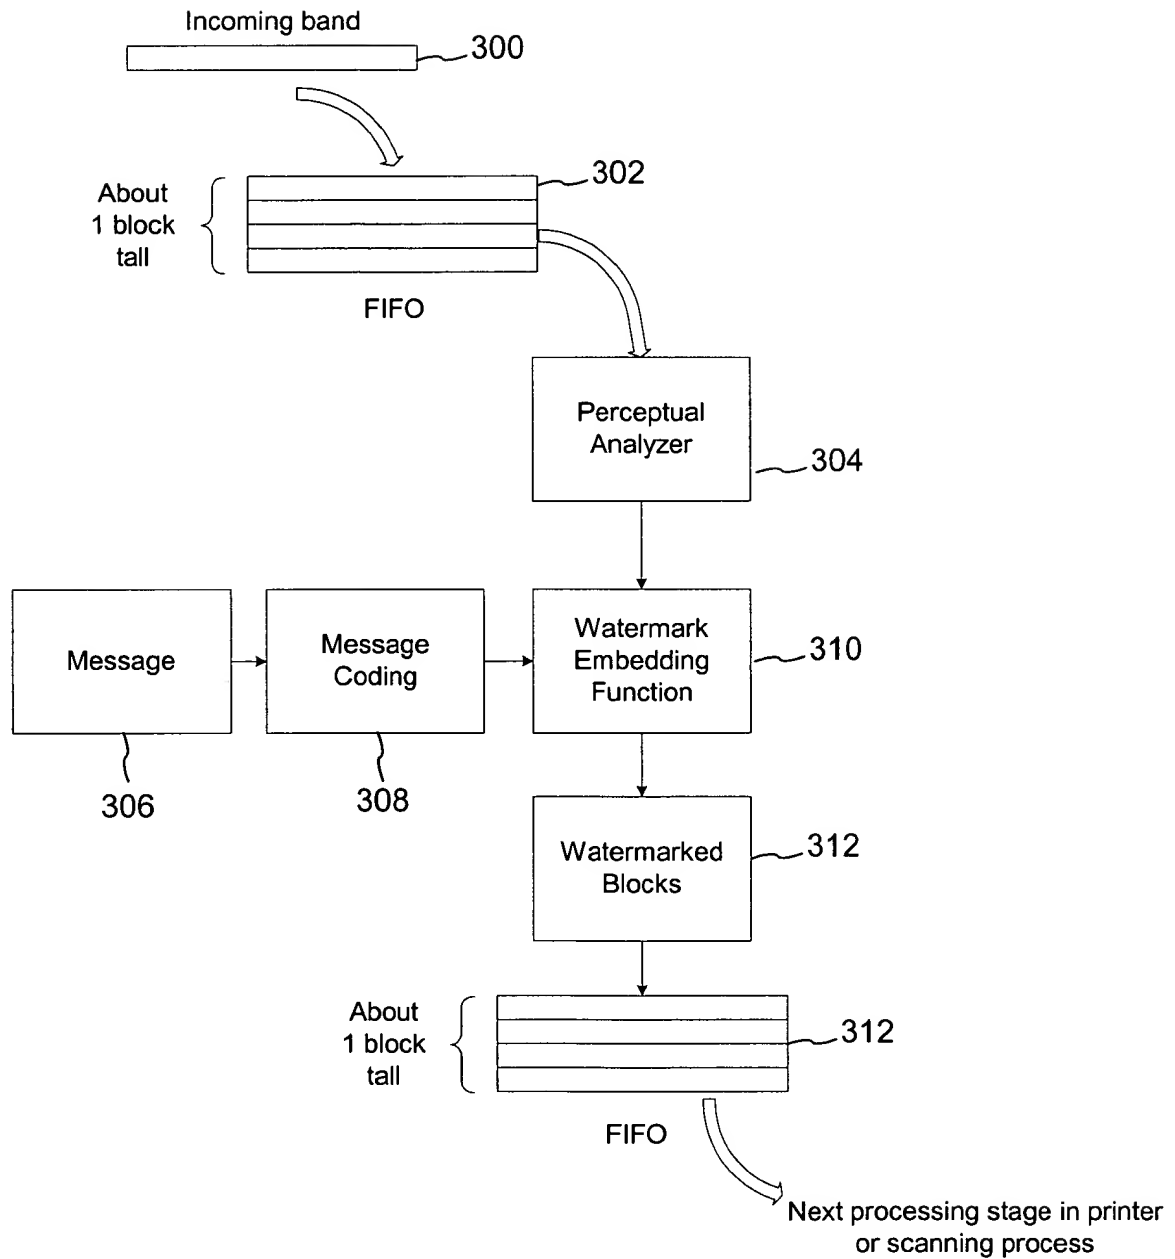 Incoming band
300
302
About
1 block
tall
FIFO
Perceptual
Analyzer
304
Message
Message
Coding
Watermark
Embedding
Function
310
306
308
Watermarked
Blocks
312
About
1 block
tall
312
FIFO
Next processing stage in printer
or scanning process